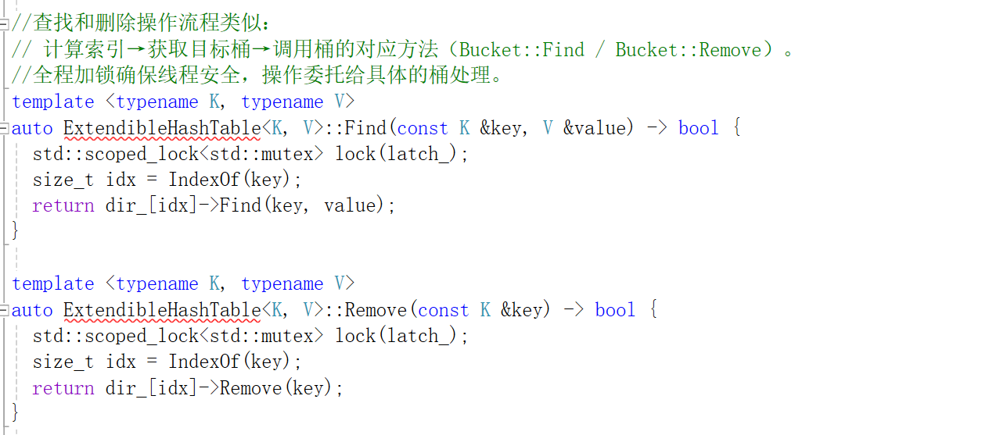 //查找和删除操作流程类似：
// 计算索引→获取目标桶→调用桶的对应方法（Bucket::Find / Bucket::Remove）。
//全程加锁确保线程安全，操作委托给具体的桶处理。
template <typename K, typename V>
auto ExtendibleHashTable<K, V>::Find(const K &key, V &value) -> bool {
  std::scoped_lock<std::mutex> lock(latch_);
  size_t idx = IndexOf(key);
  return dir_[idx]->Find(key, value);
}
template <typename K, typename V>
auto ExtendibleHashTable<K, V>::Remove(const K &key) -> bool {
  std::scoped_lock<std::mutex> lock(latch_);
  size_t idx = IndexOf(key);
  return dir_[idx]->Remove(key);
}